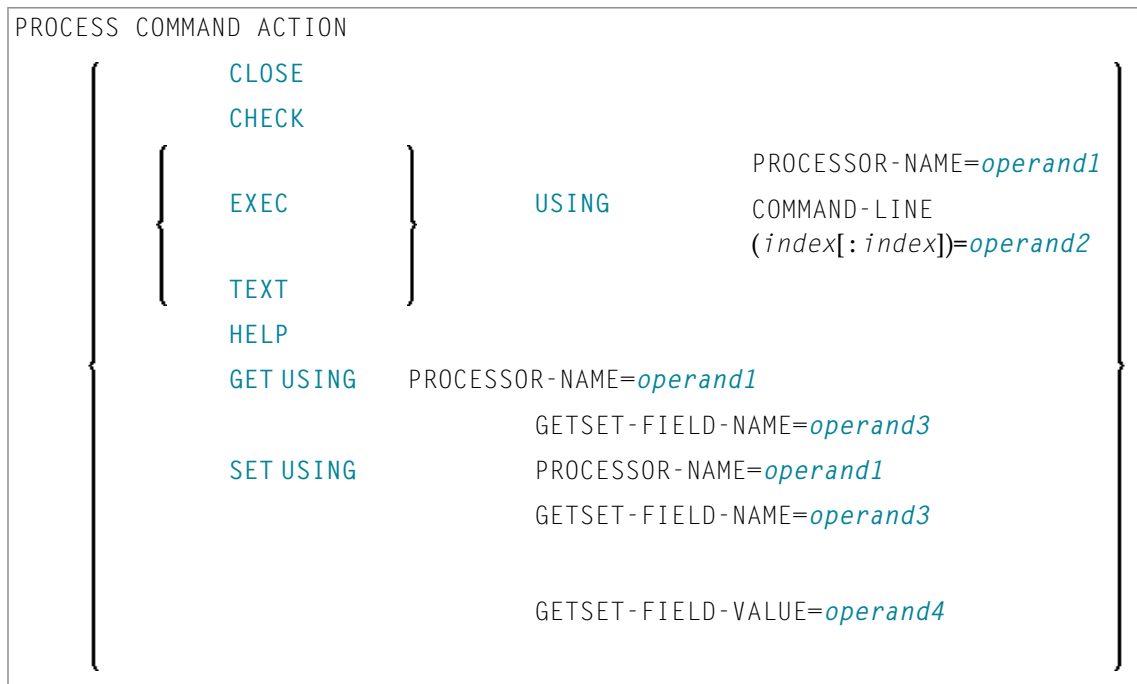 PROCESS COMMAND ACTION
CLOSE
CHECK
PROCESSOR-NAME=operand1
EXEC USING COMMAND-LINE
(index[:index])=operand2
TEXT
HELP
GET USING PROCESSOR-NAME=operand1
GETSET-FIELD-NAME=operand3
SET USING PROCESSOR-NAME=operand1
GETSET-FIELD-NAME=operand3
GETSET-FIELD-VALUE=operand4